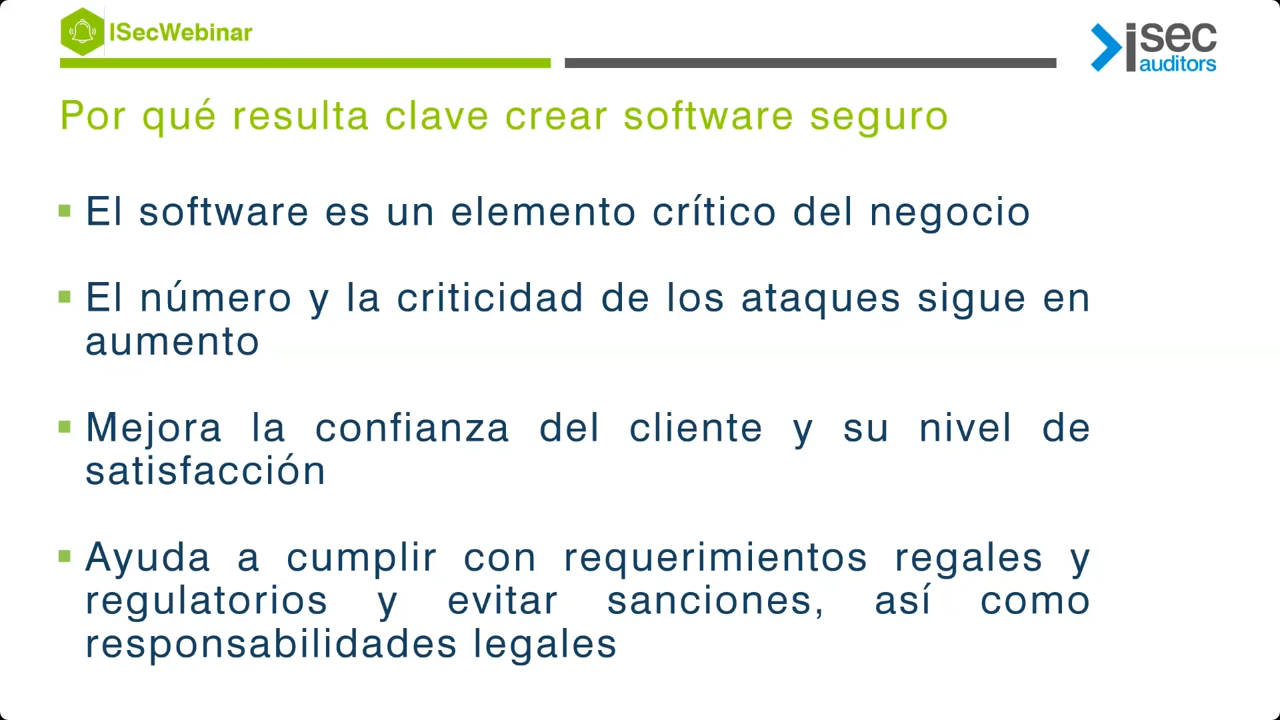 ISecWebinar
isec
auditors
Por qué resulta clave crear software seguro
El software es un elemento crítico del negocio
El número y la criticidad de los ataques sigue en
aumento
Mejora la confianza del cliente y su nivel de
satisfacción
Ayuda a cumplir con requerimientos regales y
regulatorios y evitar sanciones, así como
responsabilidades legales